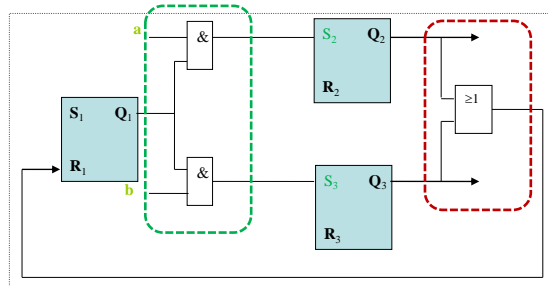 a
&
S₂ Q₂
R₂
≥1
S₁ Q₁
R₁
&
b
S₃ Q₃
R₃